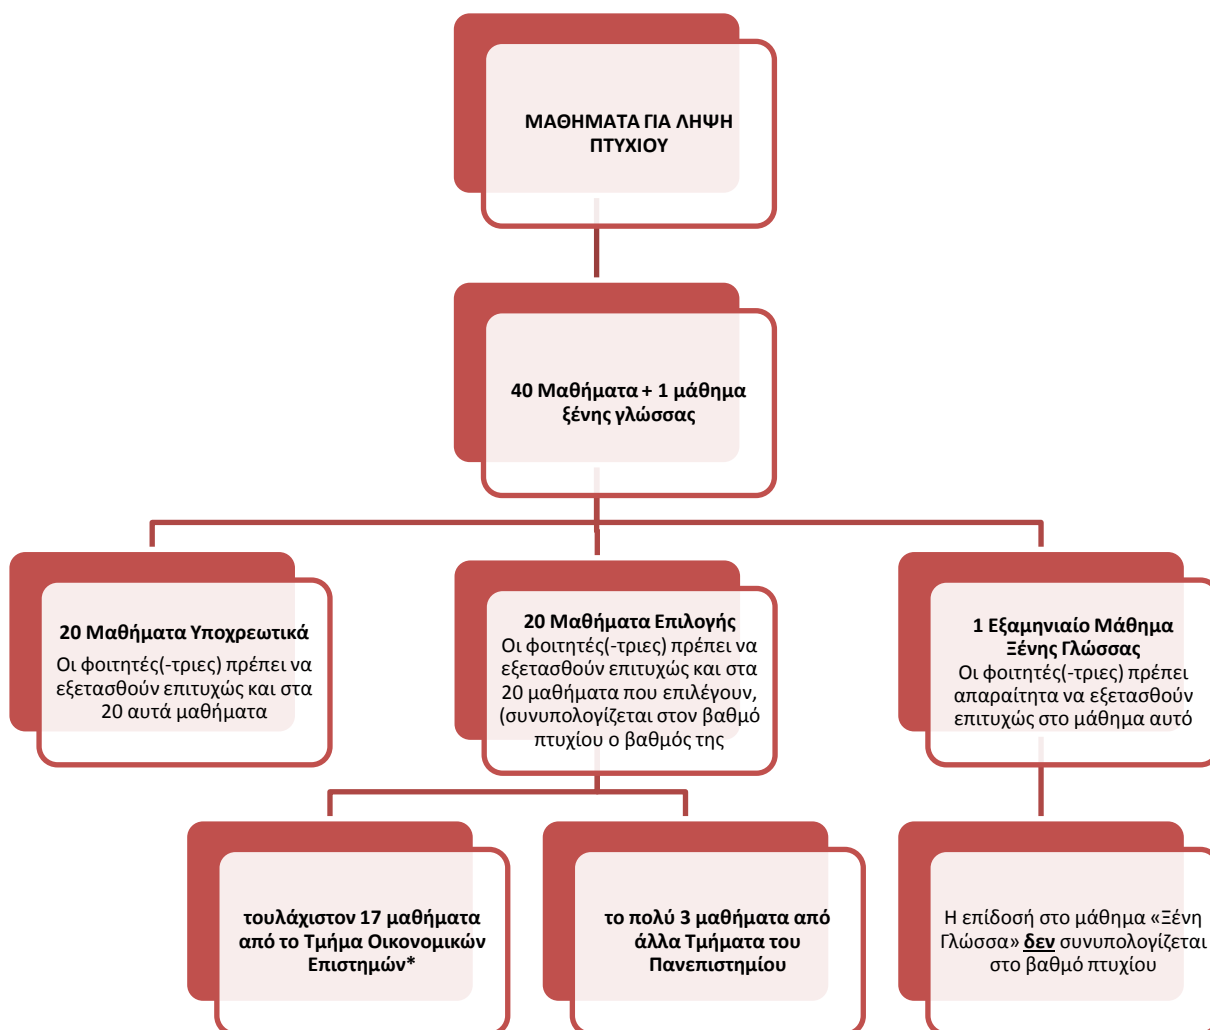 ΜΑΘΗΜΑΤΑ ΓΙΑ ΛΗΨΗ
ΠΤΥΧΙΟΥ
40 Μαθήματα + 1 μάθημα
ξένης γλώσσας
20 Μαθήματα Υποχρεωτικά
Οι φοιτητές(-τριες) πρέπει να
εξετασθούν επιτυχώς και στα
20 αυτά μαθήματα
20 Μαθήματα Επιλογής
Οι φοιτητές(-τριες) πρέπει να
εξετασθούν επιτυχώς και στα
20 μαθήματα που επιλέγουν,
(συνυπολογίζεται στον βαθμό
πτυχίου ο βαθμός της
1 Εξαμηνιαίο Μάθημα
Ξένης Γλώσσας
Οι φοιτητές(-τριες) πρέπει
απαραίτητα να εξετασθούν
επιτυχώς στο μάθημα αυτό
τουλάχιστον 17 μαθήματα
από το Τμήμα Οικονομικών
Επιστημών*
το πολύ 3 μαθήματα από
άλλα Τμήματα του
Πανεπιστημίου
Η επίδοσή στο μάθημα «Ξένη
Γλώσσα» δεν συνυπολογίζεται
στο βαθμό πτυχίου